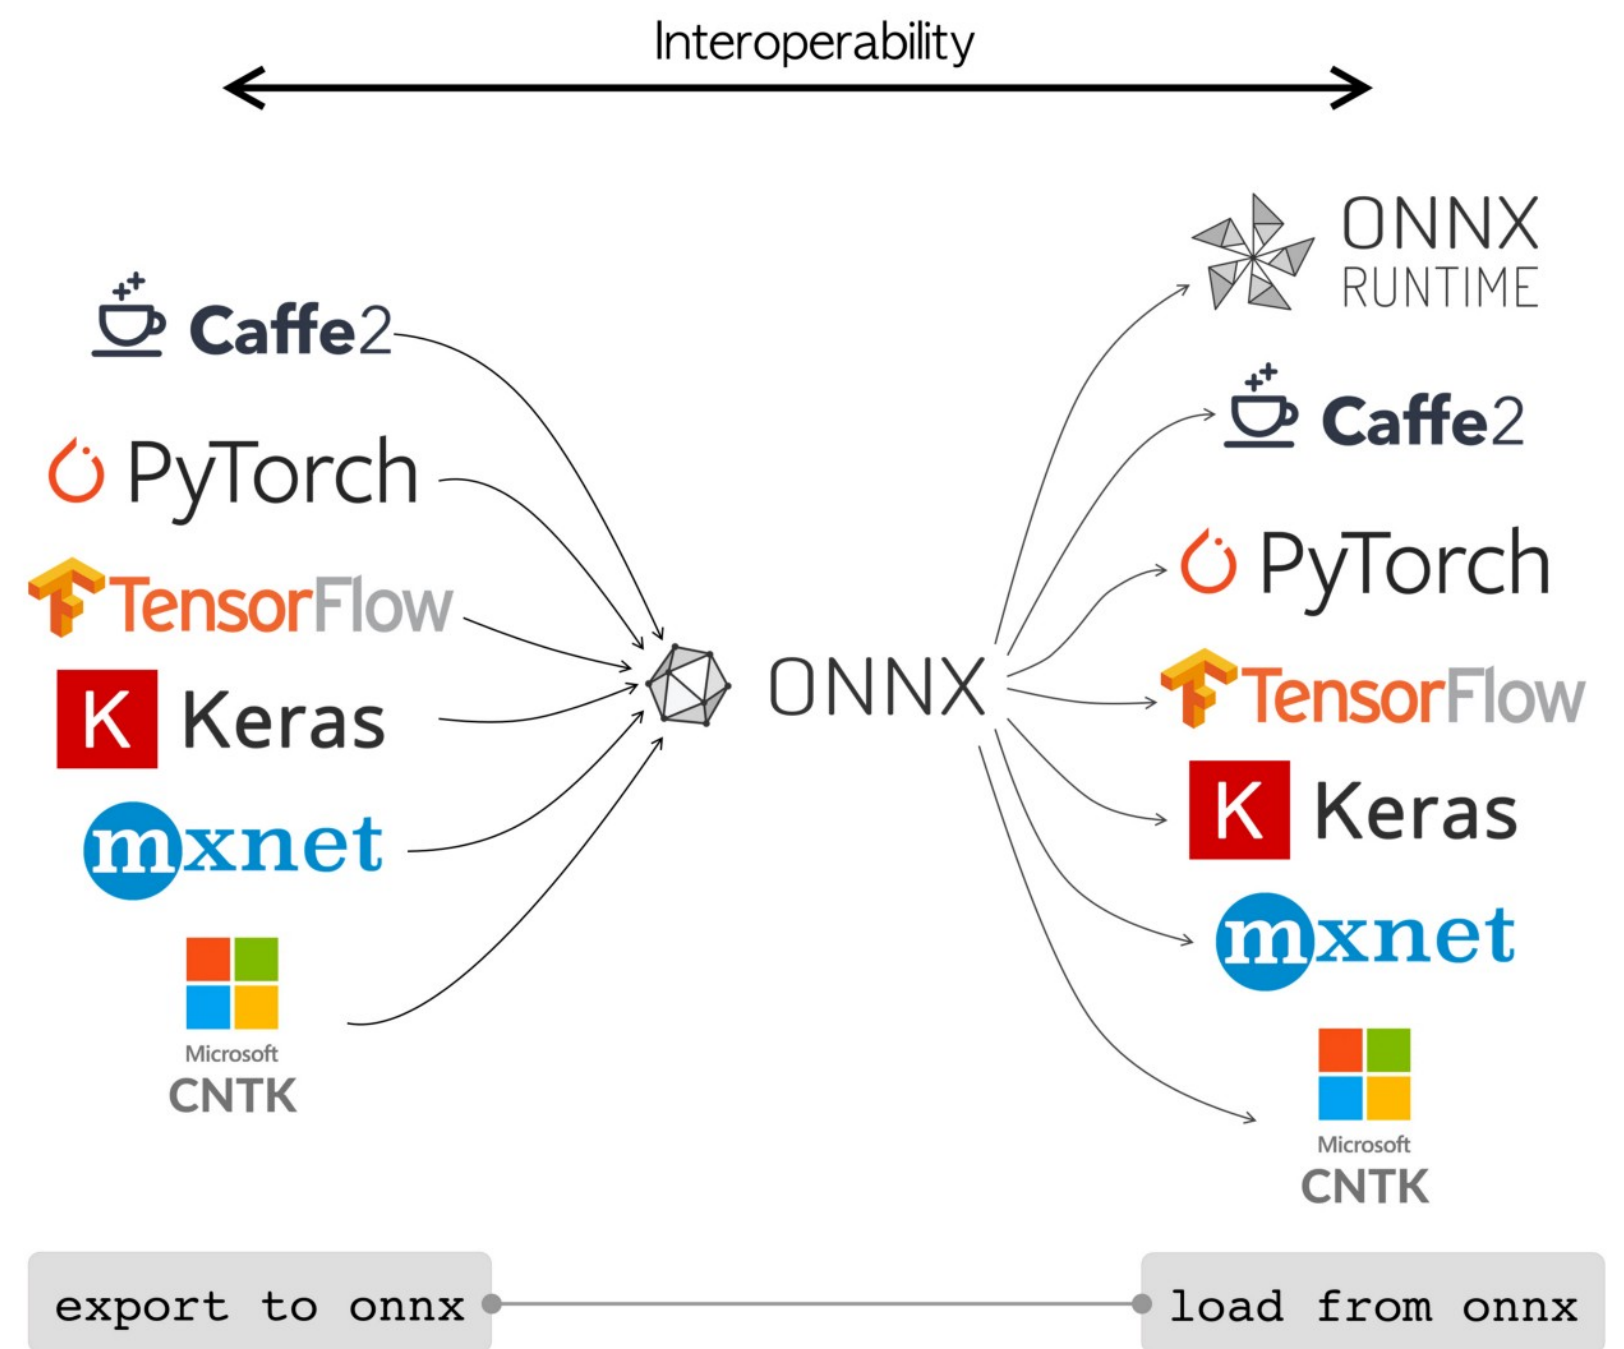 Interoperability
Caffe2
PyTorch
TensorFlow
K Keras
mxnet
Microsoft
CNTK
ONNX
ONNX
RUNTIME
Caffe2
PyTorch
TensorFlow
K Keras
mxnet
Microsoft
CNTK
export to onnx
load from onnx